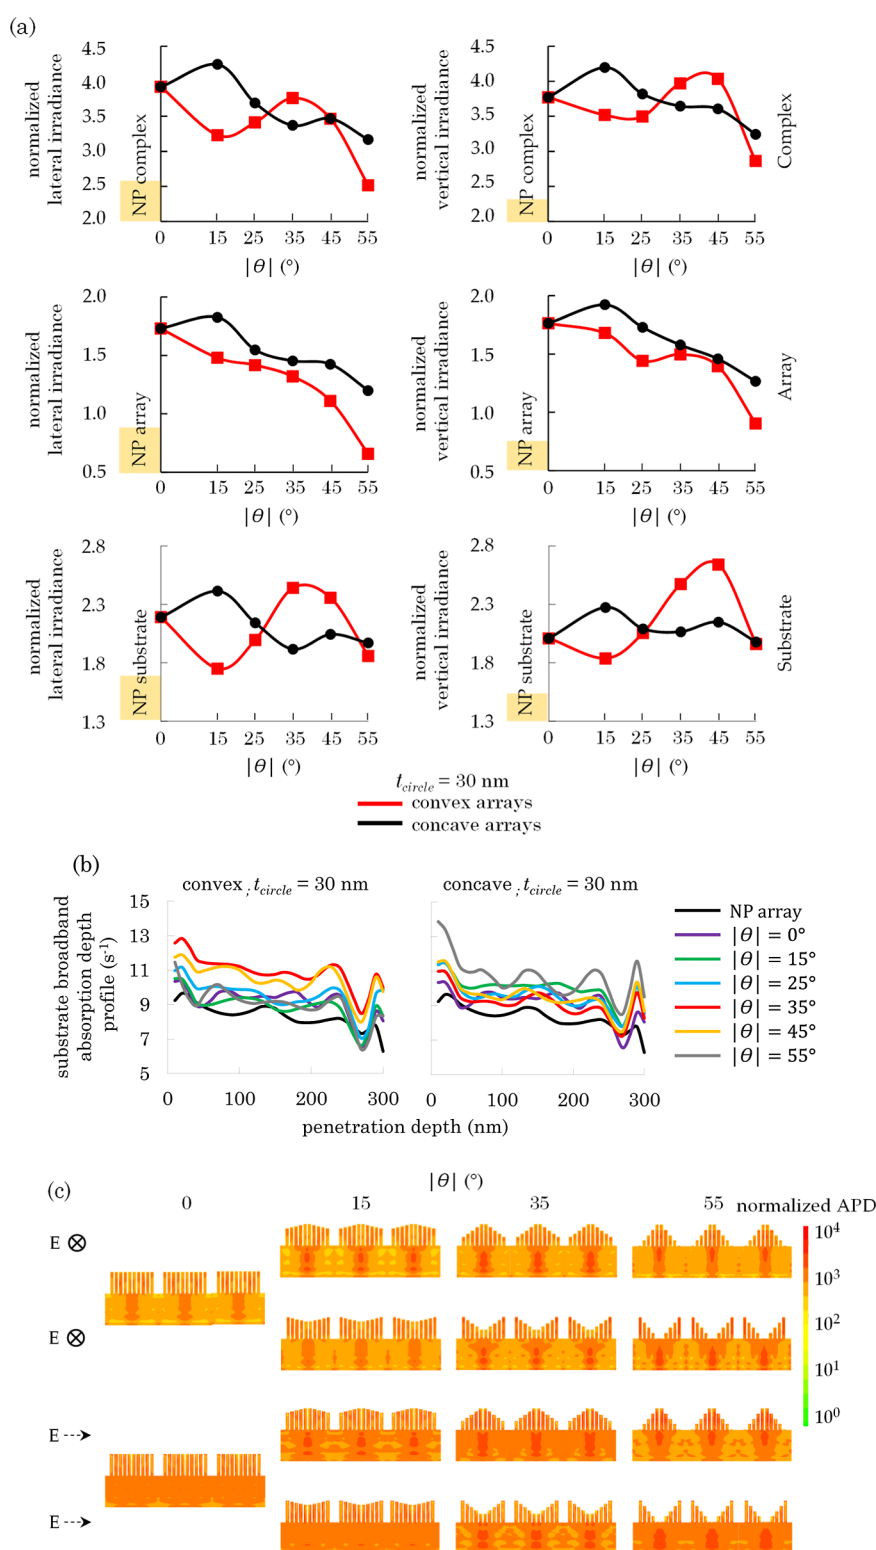 (a)
normalized
lateral irradiance
4.5
4.0
3.5
3.0
2.5
2.0
NP complex
0 15 25 35 45 55
|θ| (°)
normalized
vertical irradiance
4.5
4.0
3.5
3.0
2.5
2.0
NP complex
0 15 25 35 45 55
|θ| (°)
Complex
normalized
lateral irradiance
2.0
1.5
1.0
0.5
NP array
0 15 25 35 45 55
|θ| (°)
normalized
vertical irradiance
2.0
1.5
1.0
0.5
NP array
0 15 25 35 45 55
|θ| (°)
Array
normalized
lateral irradiance
2.8
2.3
1.8
1.3
NP substrate
0 15 25 35 45 55
|θ| (°)
normalized
vertical irradiance
2.8
2.3
1.8
1.3
NP substrate
0 15 25 35 45 55
|θ| (°)
Substrate
t_circle = 30 nm
convex arrays
concave arrays
(b)
convex ; t_circle = 30 nm
concave ; t_circle = 30 nm
substrate broadband
absorption depth
profile (s⁻¹)
15
13
11
9
7
5
0 100 200 300
0 100 200 300
penetration depth (nm)
NP array
|θ| = 0°
|θ| = 15°
|θ| = 25°
|θ| = 35°
|θ| = 45°
|θ| = 55°
(c)
|θ| (°)
0 15 35 55
normalized APD
E ⊗
E ⊗
E ⇢
E ⇢
10⁴
10³
10²
10¹
10⁰